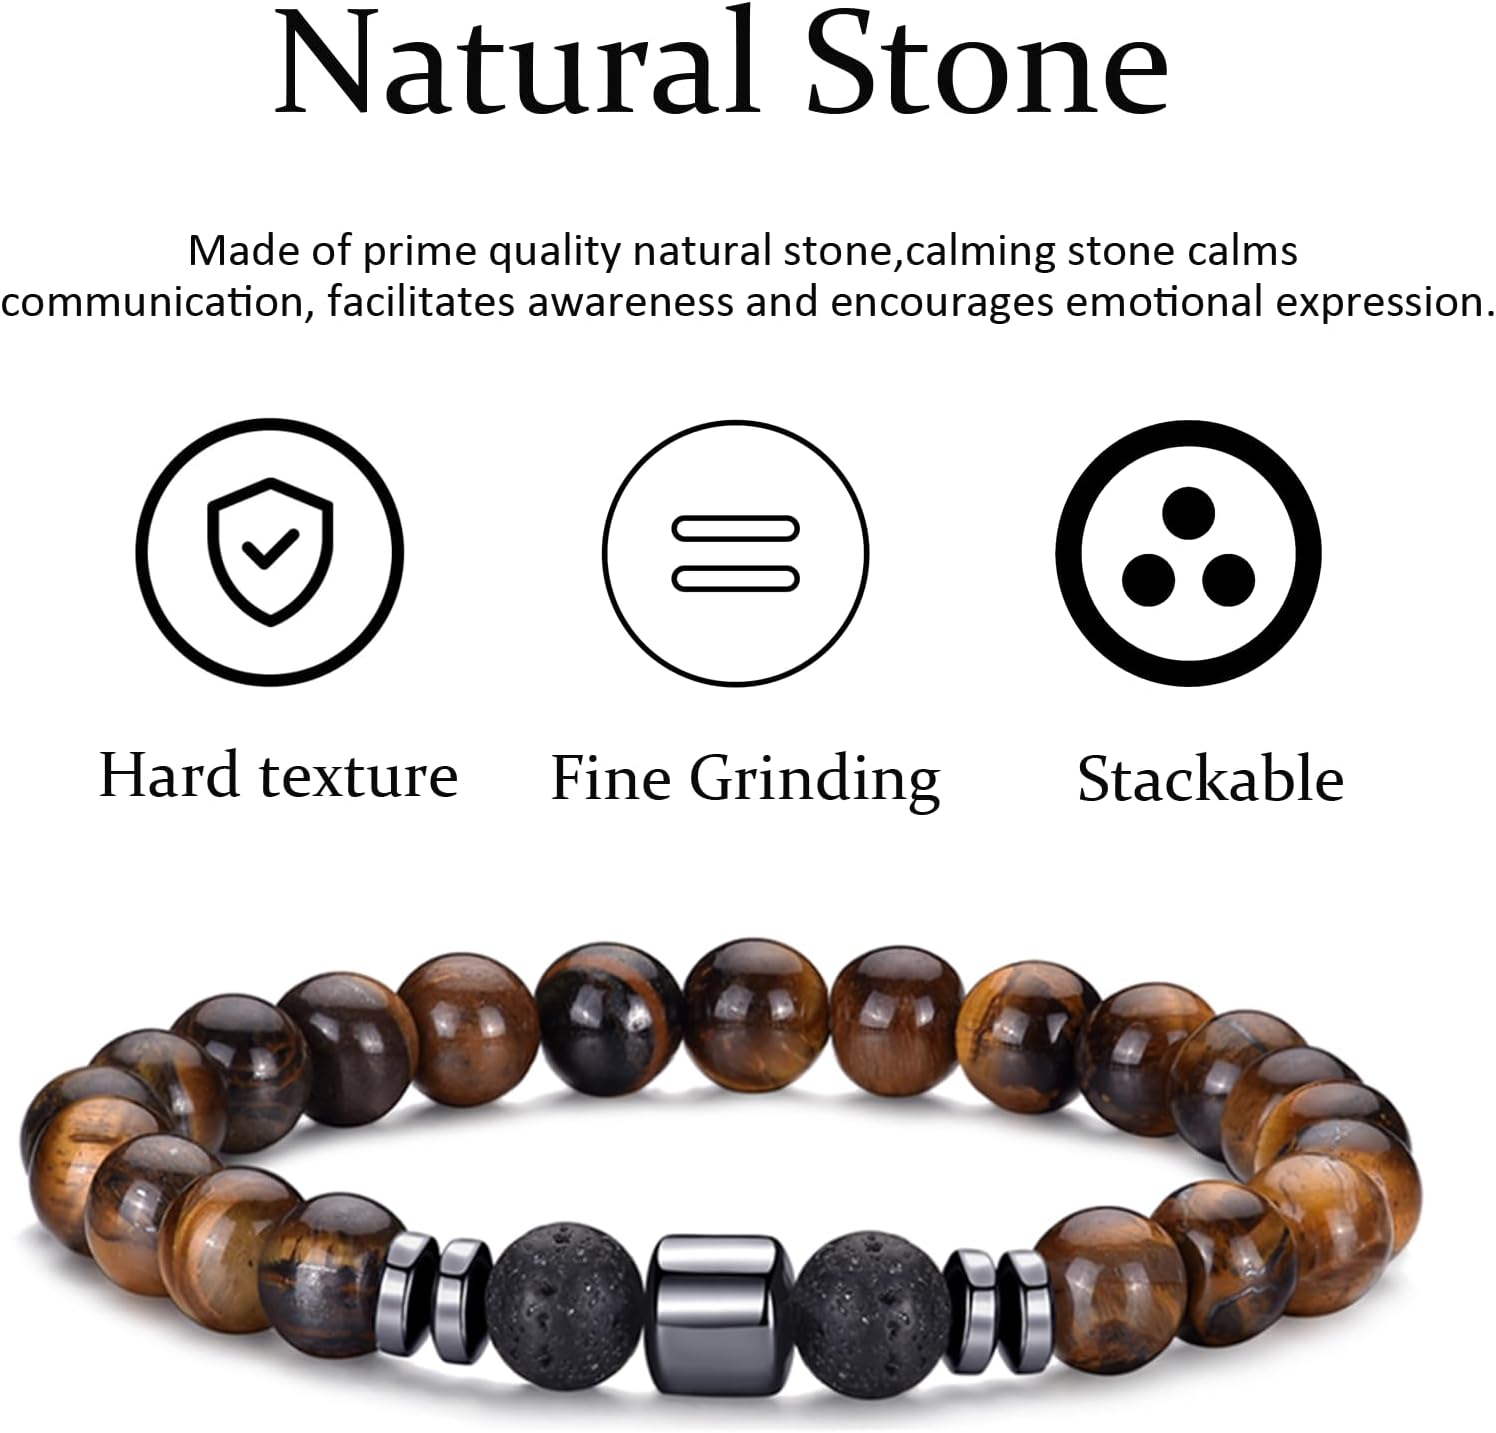 Natural Stone
Made of prime quality natural stone,calming stone calms
communication, facilitates awareness and encourages emotional expression.
Hard texture
Fine Grinding
Stackable